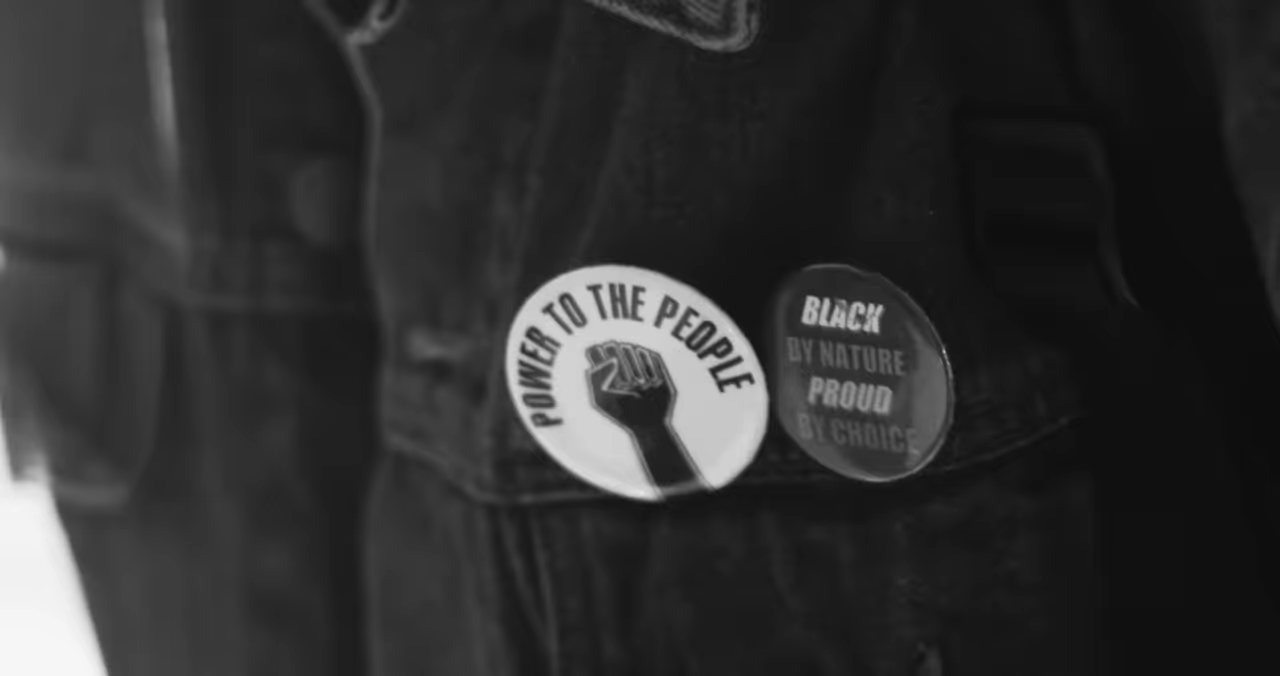 POWER TO THE PEOPLE
BLACK
BY NATURE
PROUD
BY CHOICE